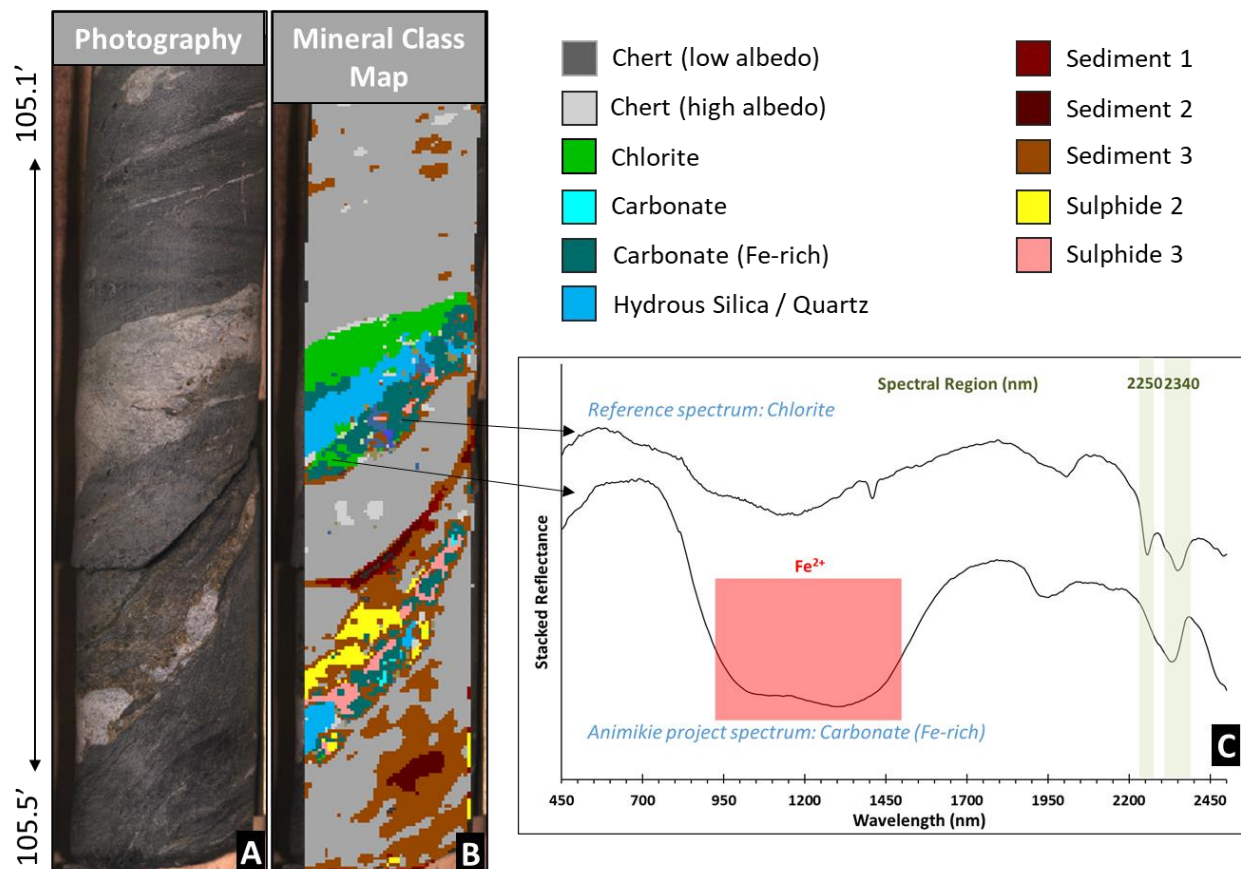 Photography
Mineral Class
Map
105.1’
105.5’
A
B
Chert (low albedo)
Chert (high albedo)
Chlorite
Carbonate
Carbonate (Fe-rich)
Hydrous Silica / Quartz
Sediment 1
Sediment 2
Sediment 3
Sulphide 2
Sulphide 3
Spectral Region (nm)
2250
2340
Reference spectrum: Chlorite
Fe²⁺
Stacked Reflectance
Animikie project spectrum: Carbonate (Fe-rich)
C
450 700 950 1200 1450 1700 1950 2200 2450
Wavelength (nm)